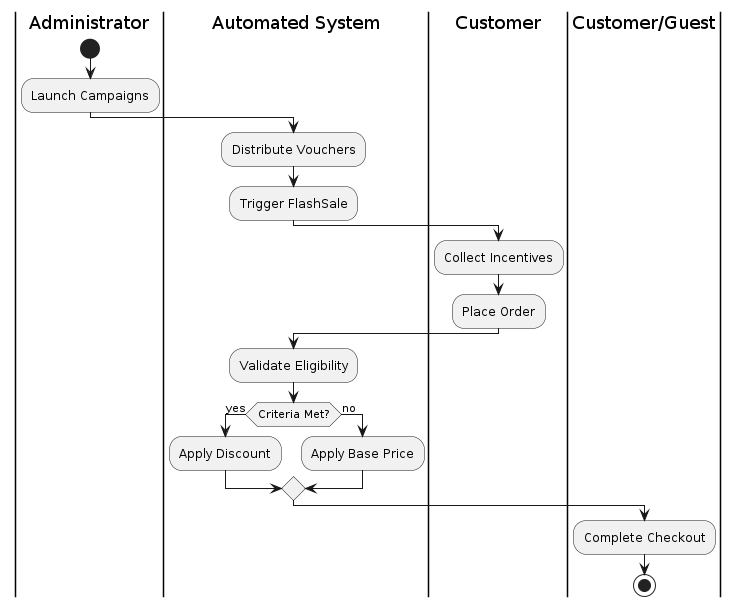 Administrator
Automated System
Customer
Customer/Guest
Launch Campaigns
Distribute Vouchers
Trigger FlashSale
Collect Incentives
Place Order
Validate Eligibility
yes
Criteria Met?
no
Apply Discount
Apply Base Price
Complete Checkout